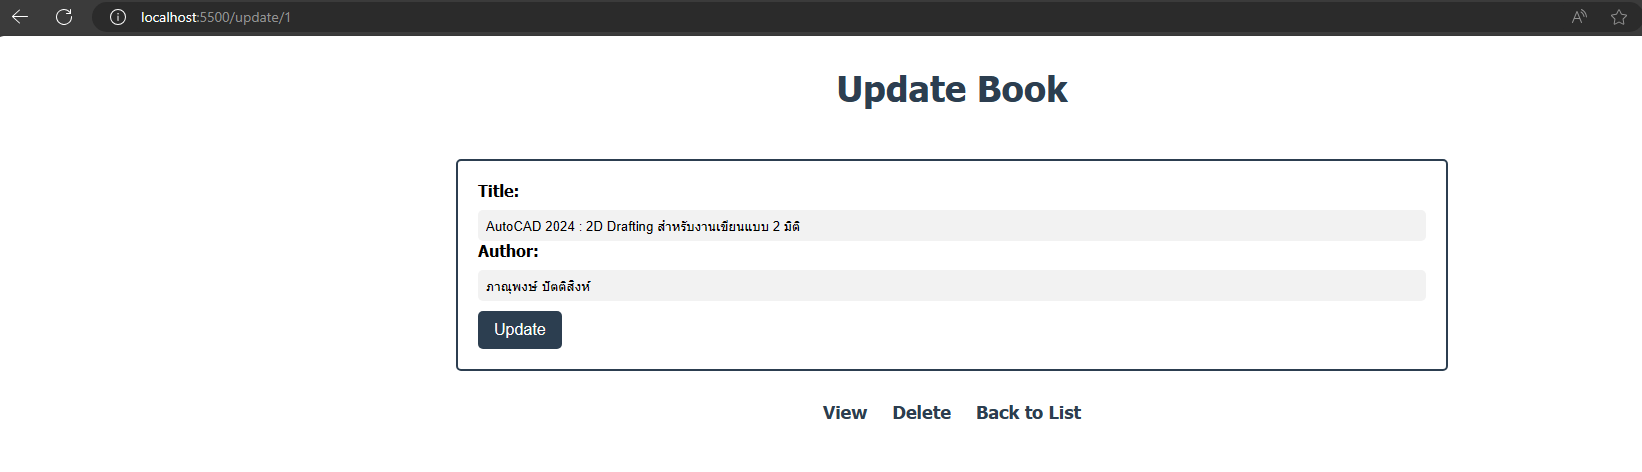 localhost:5500/update/1
Update Book
Title:
AutoCAD 2024 : 2D Drafting สำหรับงานเขียนแบบ 2 มิติ
Author:
ภาณุพงษ์ ปัตติสิงห์
Update
View Delete Back to List